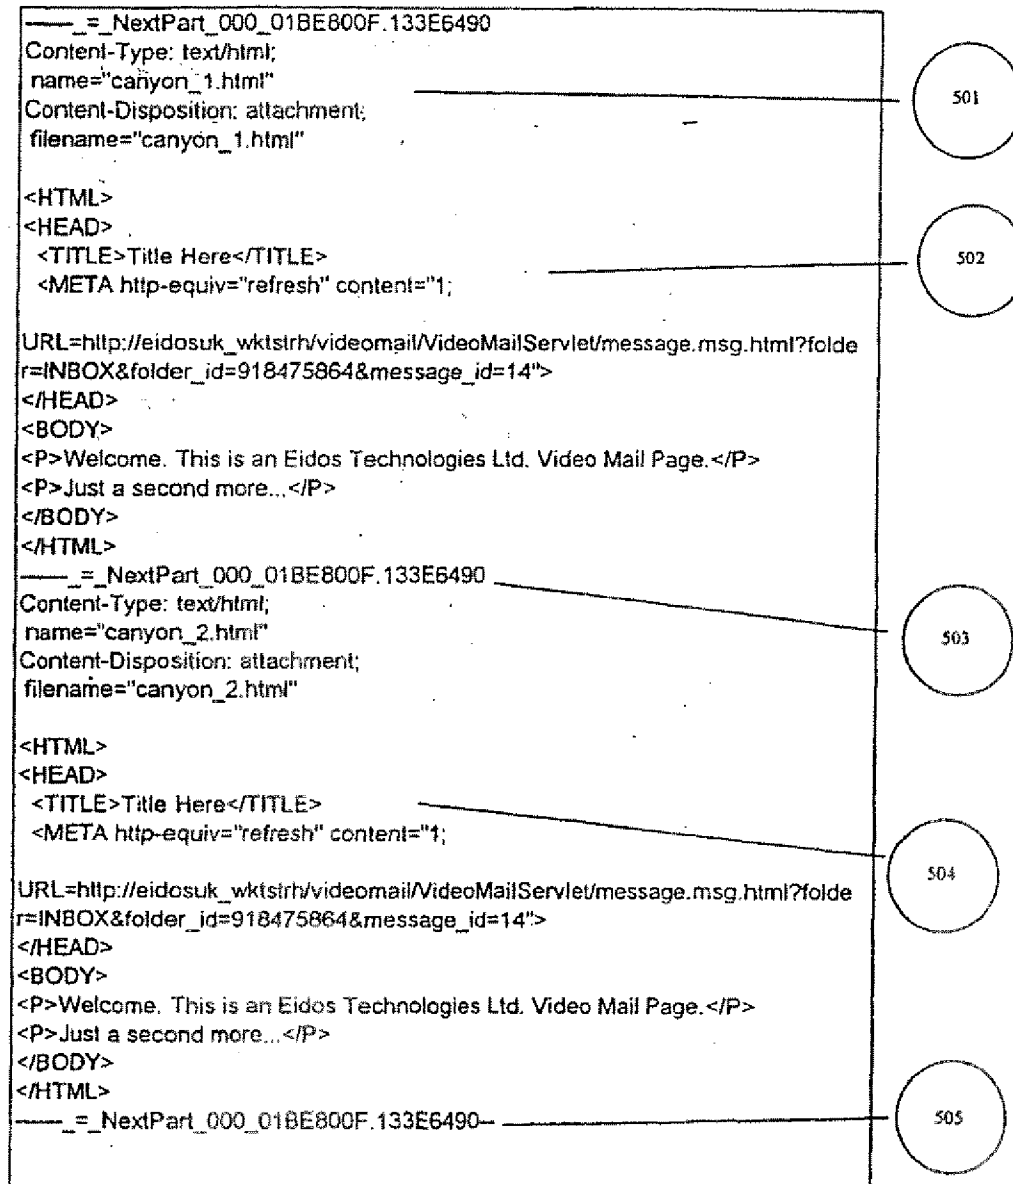 ------_=_NextPart_000_01BE800F.133E6490
Content-Type: text/html;
name="canyon_1.html"
Content-Disposition: attachment;
filename="canyon_1.html"
501
<HTML>
<HEAD>
<TITLE>Title Here</TITLE>
<META http-equiv="refresh" content="1;
502
URL=http://eidosuk_wktstrh/videomail/VideoMailServlet/message.msg.html?folde
r=INBOX&folder_id=918475864&message_id=14">
</HEAD>
<BODY>
<P>Welcome. This is an Eidos Technologies Ltd. Video Mail Page.</P>
<P>Just a second more...</P>
</BODY>
</HTML>
------_=_NextPart_000_01BE800F.133E6490
Content-Type: text/html;
name="canyon_2.html"
503
Content-Disposition: attachment;
filename="canyon_2.html"
<HTML>
<HEAD>
<TITLE>Title Here</TITLE>
<META http-equiv="refresh" content="1;
504
URL=http://eidosuk_wktstrh/videomail/VideoMailServlet/message.msg.html?folde
r=INBOX&folder_id=918475864&message_id=14">
</HEAD>
<BODY>
<P>Welcome. This is an Eidos Technologies Ltd. Video Mail Page.</P>
<P>Just a second more...</P>
</BODY>
</HTML>
------_=_NextPart_000_01BE800F.133E6490--
505